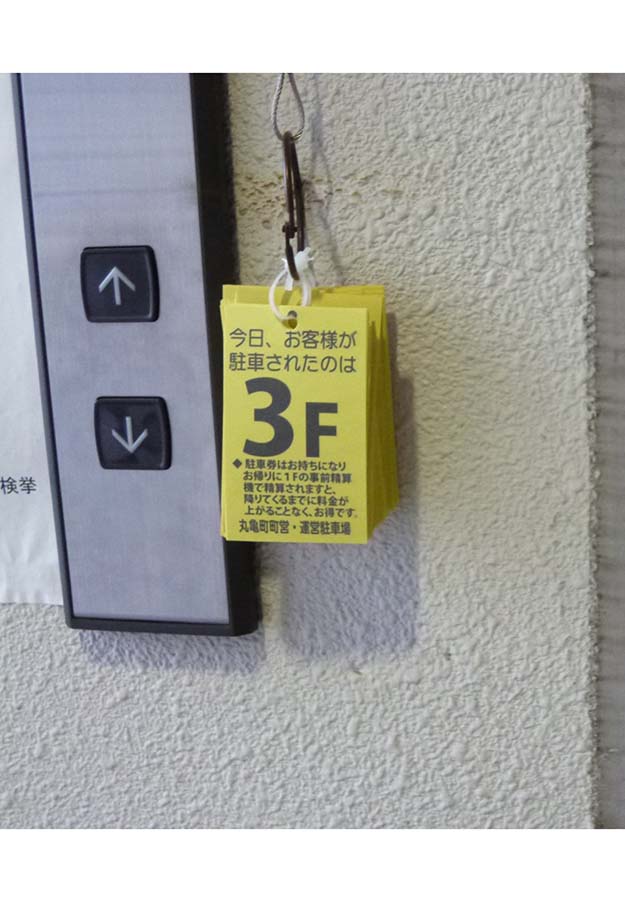 今日、お客様が
駐車されたのは
3F
◆駐車券はお持ちになり
お帰りに1Fの事前精算
機で精算されますと、
降りてくるまでに料金が
上がることなく、お得です。
丸亀町町営・運営駐車場
検挙